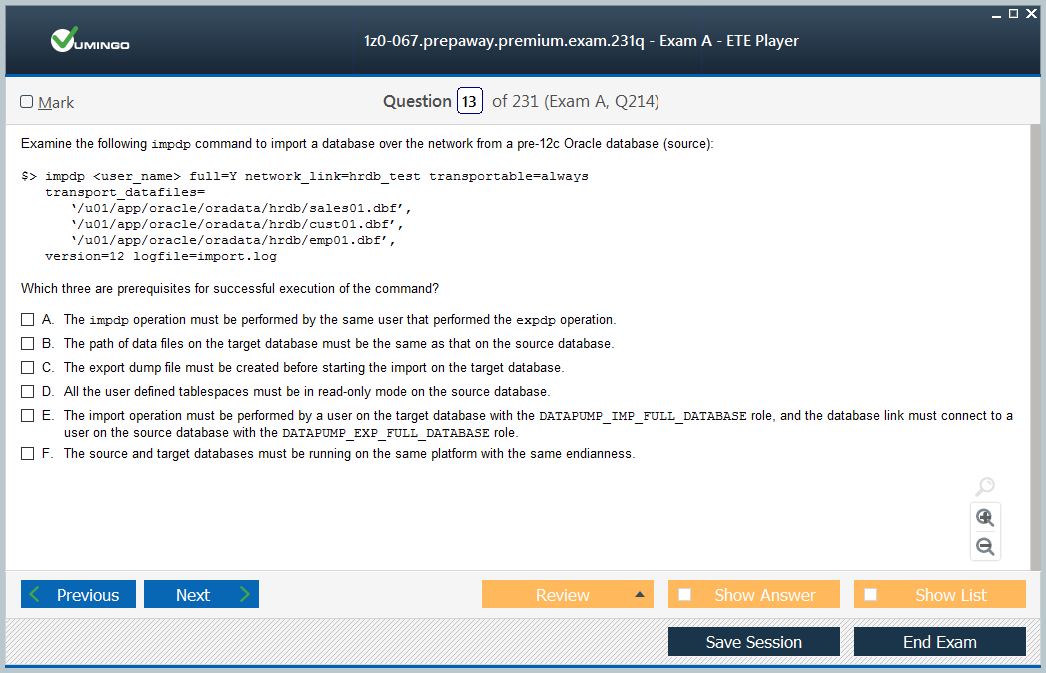 VUMINGO
1z0-067.prepaway.premium.exam.231q - Exam A - ETE Player
Mark
Question 13 of 231 (Exam A, Q214)
Examine the following impdp command to import a database over the network from a pre-12c Oracle database (source):
$> impdp <user_name> full=Y network_link=hrdb_test transportable=always
transport_datafiles=
‘/u01/app/oracle/oradata/hrdb/sales01.dbf’,
‘/u01/app/oracle/oradata/hrdb/cust01.dbf’,
‘/u01/app/oracle/oradata/hrdb/emp01.dbf’,
version=12 logfile=import.log
Which three are prerequisites for successful execution of the command?
A. The impdp operation must be performed by the same user that performed the expdp operation.
B. The path of data files on the target database must be the same as that on the source database.
C. The export dump file must be created before starting the import on the target database.
D. All the user defined tablespaces must be in read-only mode on the source database.
E. The import operation must be performed by a user on the target database with the DATAPUMP_IMP_FULL_DATABASE role, and the database link must connect to a
user on the source database with the DATAPUMP_EXP_FULL_DATABASE role.
F. The source and target databases must be running on the same platform with the same endianness.
Previous
Next
Review
Show Answer
Show List
Save Session
End Exam